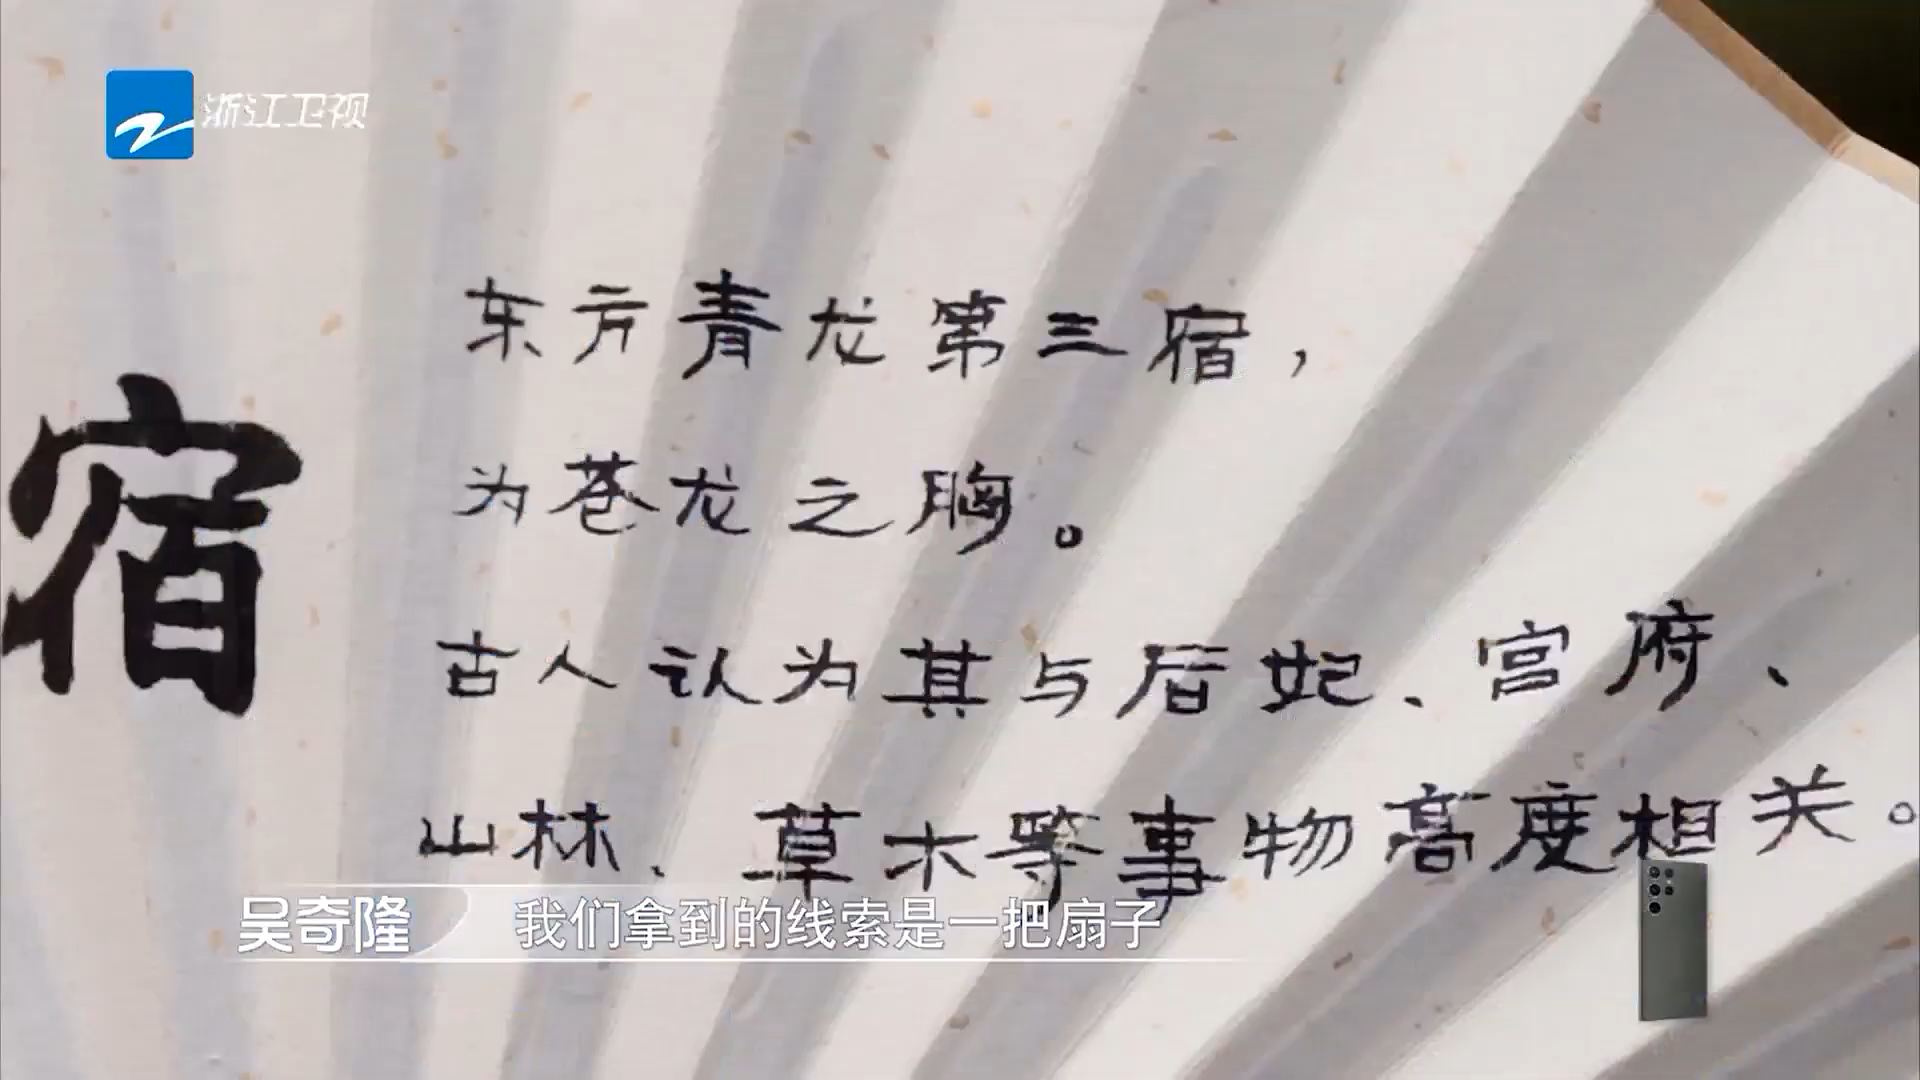 浙江卫视
宿
东方青龙第三宿，
为苍龙之胸。
古人认为其与后妃、宫府、
山林、草木等事物高度相关。
吴奇隆 我们拿到的线索是一把扇子